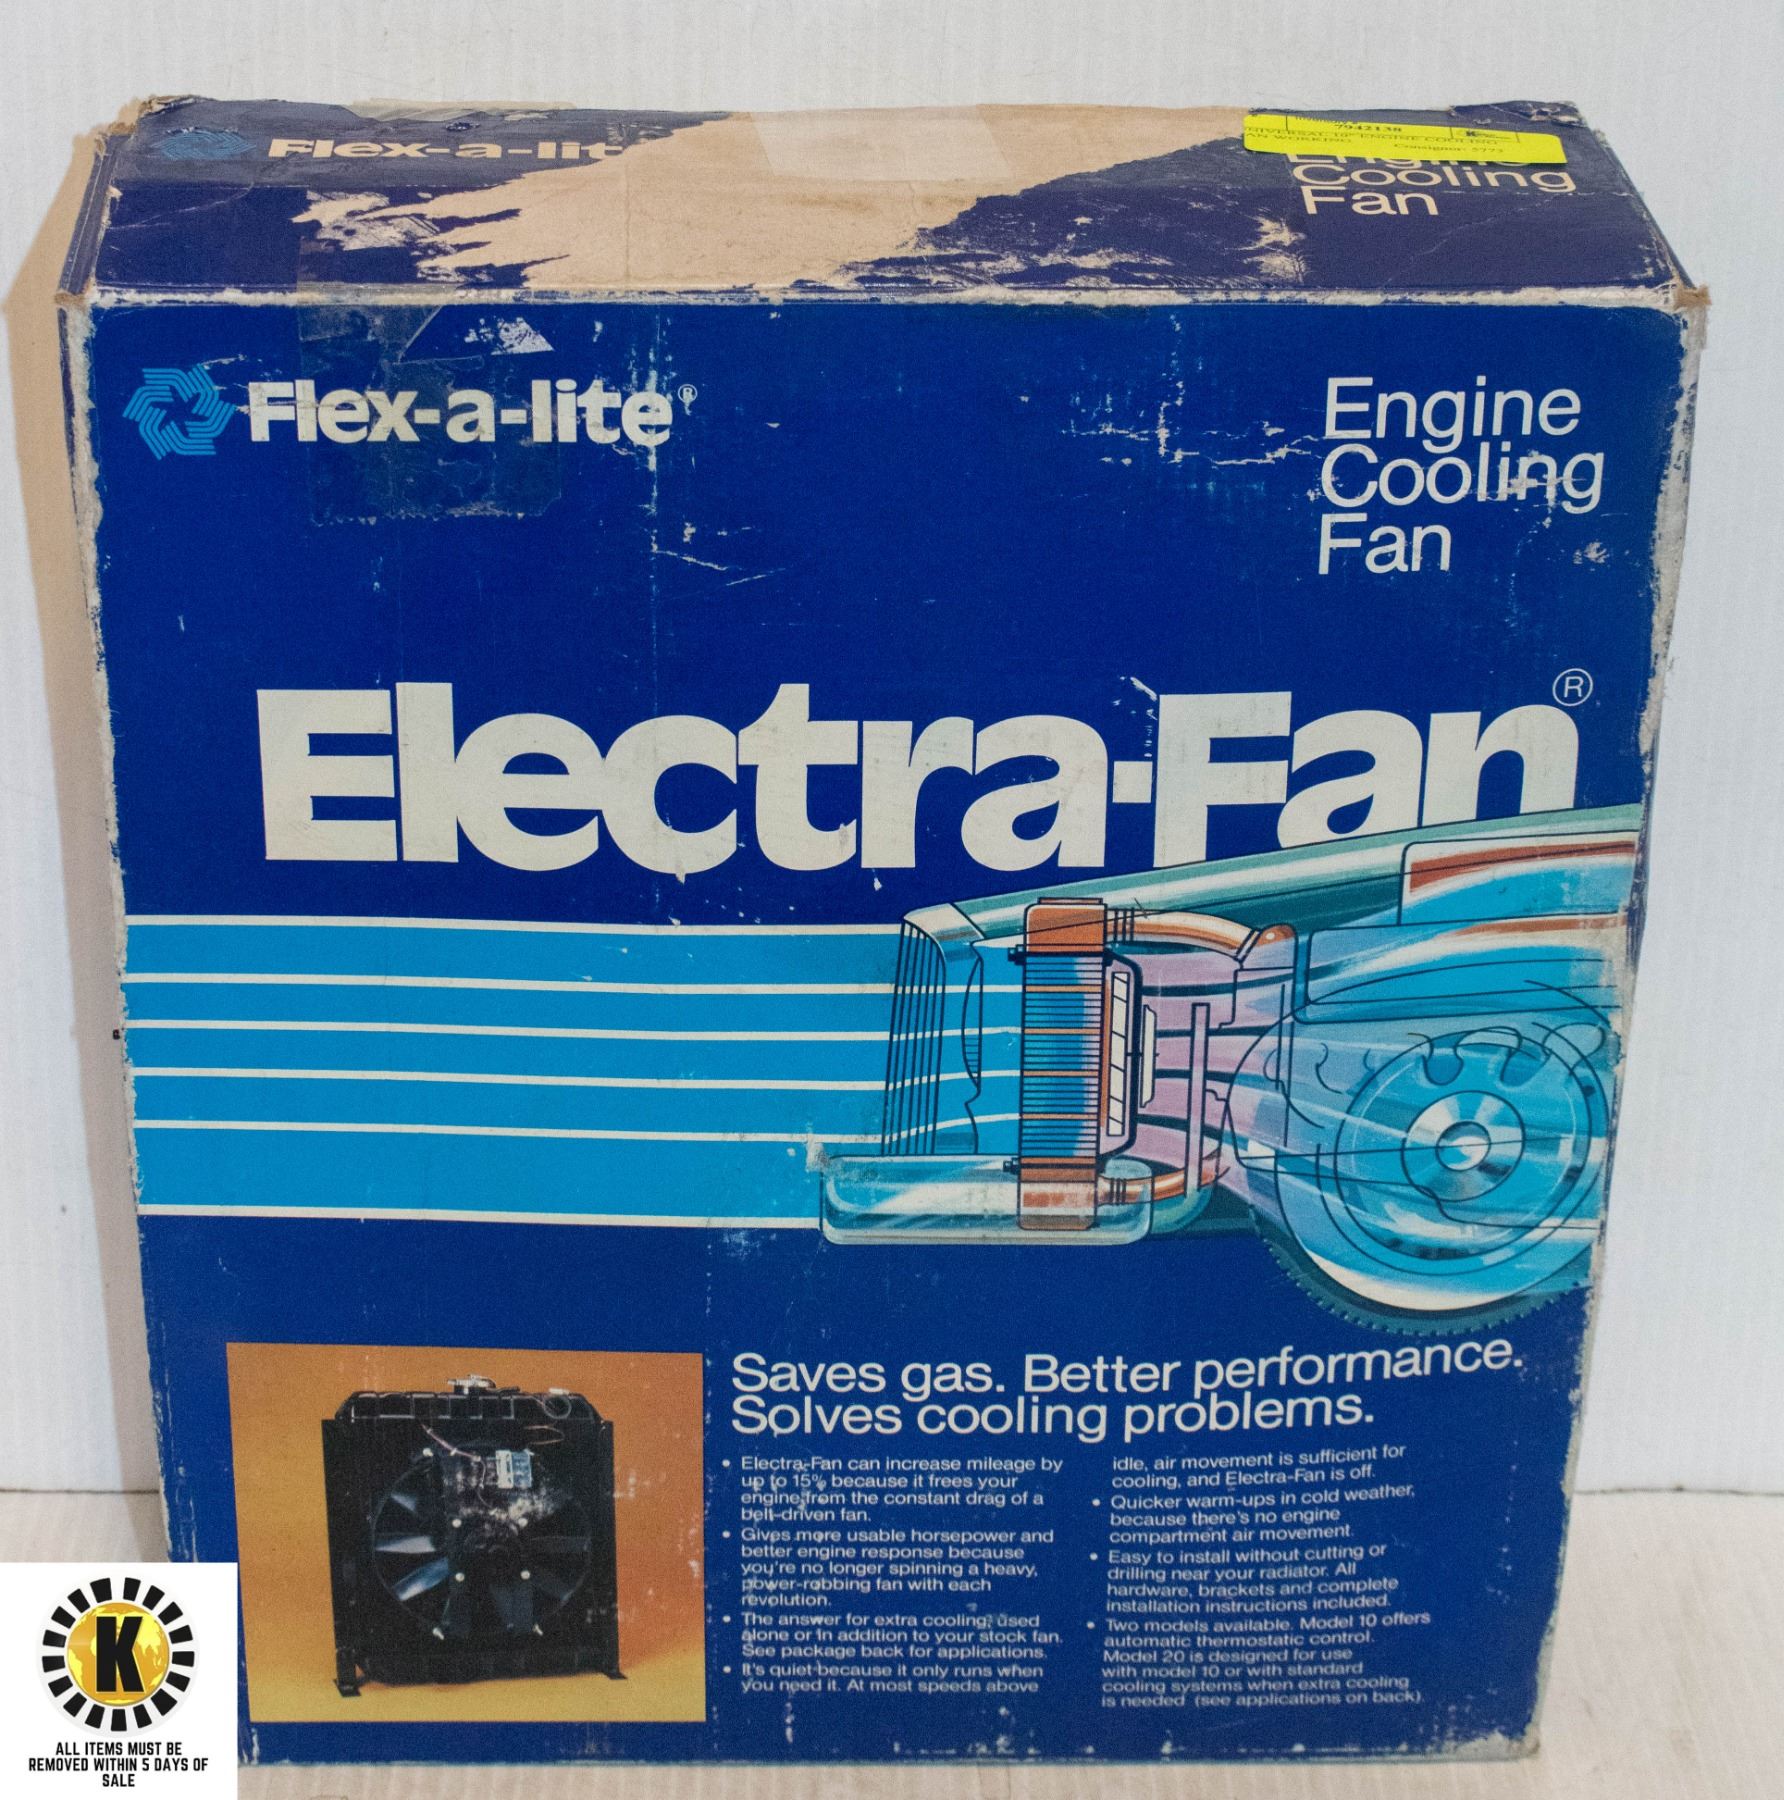 Flex-a-lit
7942138
UNIVERSAL 10" ENGINE COOLING
FAN WORKING
Consignor: 5775
Engine
Cooling
Fan
Flex-a-lite®
Engine
Cooling
Fan
Electra-Fan®
Saves gas. Better performance.
Solves cooling problems.
• Electra-Fan can increase mileage by
up to 15% because it frees your
engine from the constant drag of a
belt-driven fan.
• Gives more usable horsepower and
better engine response because
you're no longer spinning a heavy,
power-robbing fan with each
revolution.
• The answer for extra cooling, used
alone or in addition to your stock fan.
See package back for applications.
• It's quiet because it only runs when
you need it. At most speeds above
idle, air movement is sufficient for
cooling, and Electra-Fan is off.
• Quicker warm-ups in cold weather,
because there's no engine
compartment air movement.
• Easy to install without cutting or
drilling near your radiator. All
hardware, brackets and complete
installation instructions included.
• Two models available. Model 10 offers
automatic thermostatic control.
Model 20 is designed for use
with model 10 or with standard
cooling systems when extra cooling
is needed (see applications on back).
K
ALL ITEMS MUST BE
REMOVED WITHIN 5 DAYS OF
SALE